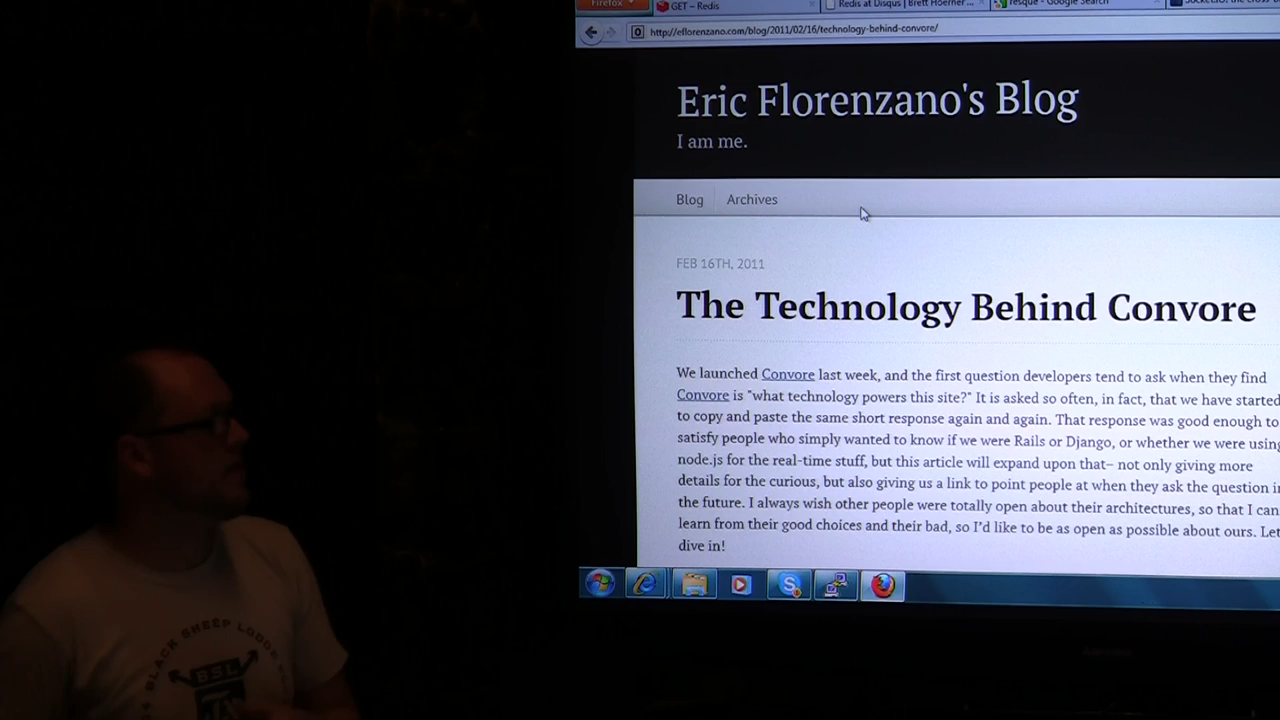 Firefox
GET – Redis
Redis at Disqus | Brett Hoerner ...
resque - Google Search
http://eflorenzano.com/blog/2011/02/16/technology-behind-convore/
Eric Florenzano's Blog
I am me.
Blog
Archives
FEB 16TH, 2011
The Technology Behind Convore
We launched Convore last week, and the first question developers tend to ask when they find
Convore is "what technology powers this site?" It is asked so often, in fact, that we have started
to copy and paste the same short response again and again. That response was good enough to
satisfy people who simply wanted to know if we were Rails or Django, or whether we were using
node.js for the real-time stuff, but this article will expand upon that– not only giving more
details for the curious, but also giving us a link to point people at when they ask the question in
the future. I always wish other people were totally open about their architectures, so that I can
learn from their good choices and their bad, so I'd like to be as open as possible about ours. Let
dive in!
BLACK SHEEP LODGE
BSL